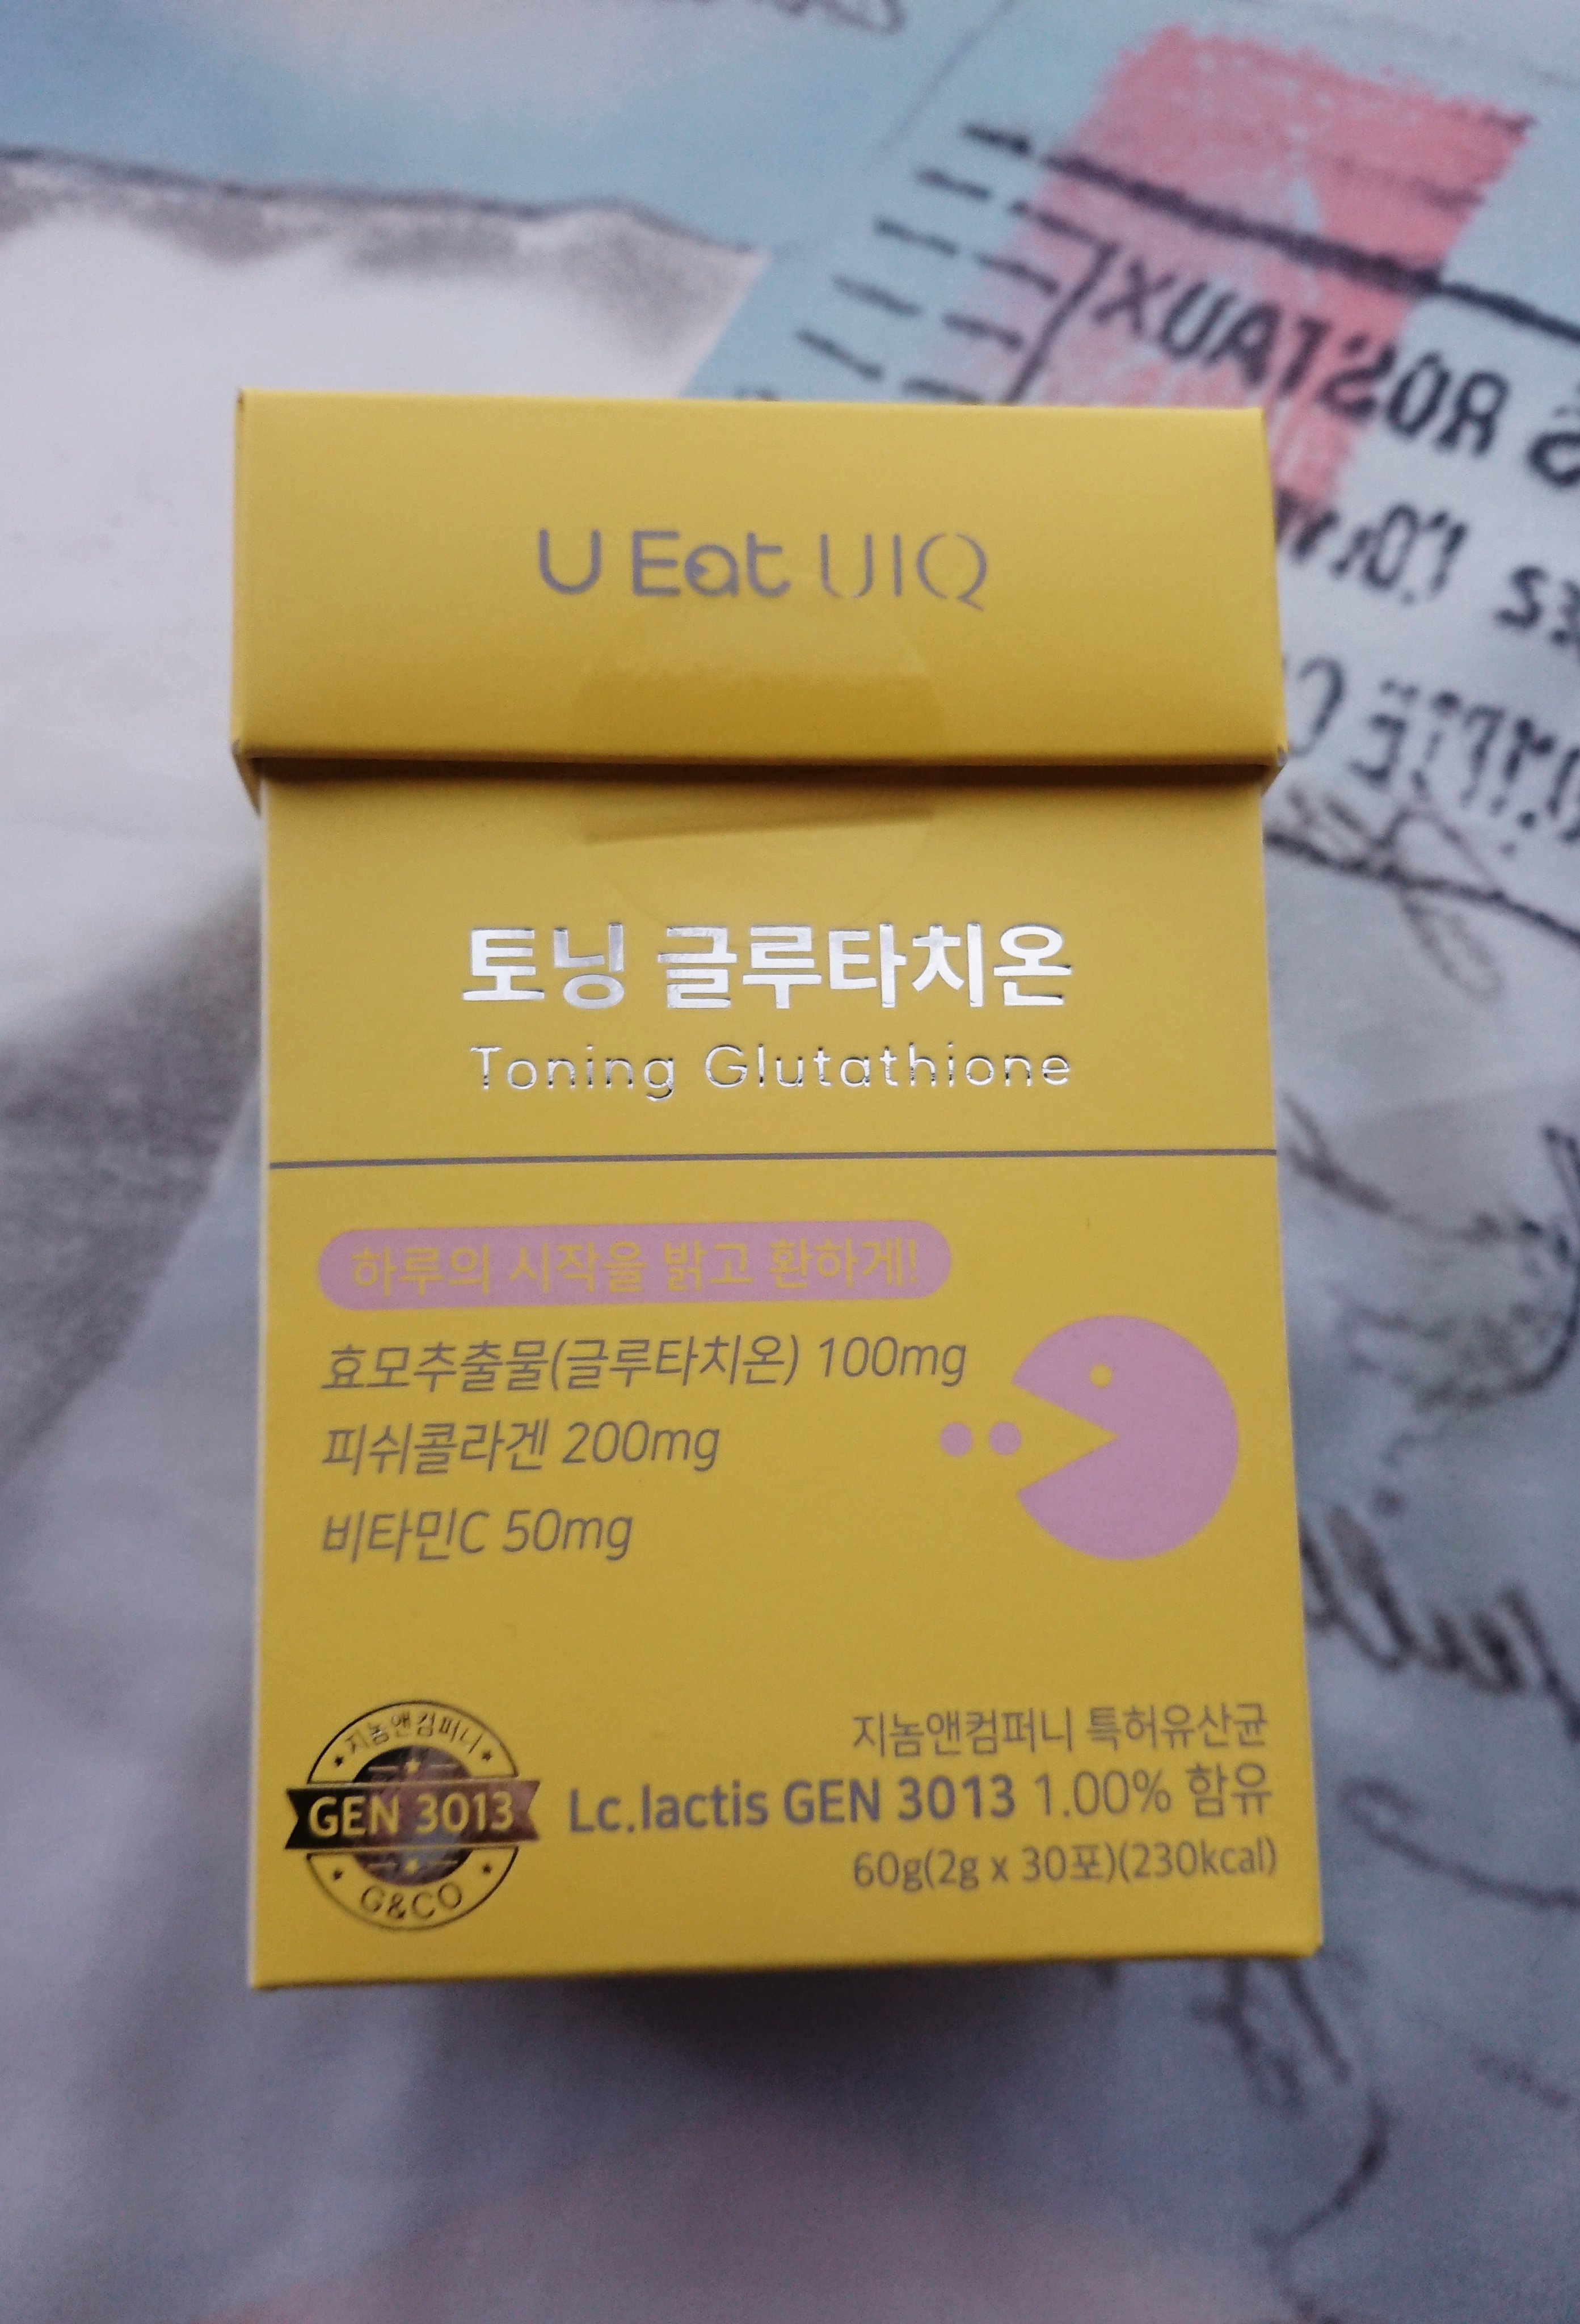 U Eat UIQ
토닝 글루타치온
Toning Glutathione
하루의 시작을 밝고 환하게!
효모추출물(글루타치온) 100mg
피쉬콜라겐 200mg
비타민C 50mg
지놈앤컴퍼니
GEN 3013
G&CO
지놈앤컴퍼니 특허유산균
Lc.lactis GEN 3013 1.00% 함유
60g(2g x 30포)(230kcal)
ROSTAUX